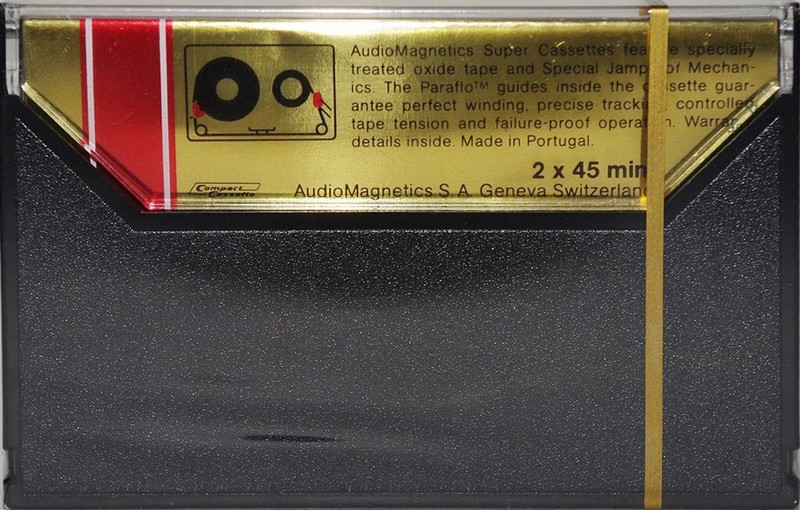 AudioMagnetics Super Cassettes feature specially
treated oxide tape and Special Jamproof Mechan-
ics. The Paraflo™ guides inside the cassette guar-
antee perfect winding, precise tracking, controlled
tape tension and failure-proof operation. Warranty
details inside. Made in Portugal.
2 x 45 min
Compact
Cassette
AudioMagnetics S.A. Geneva Switzerland